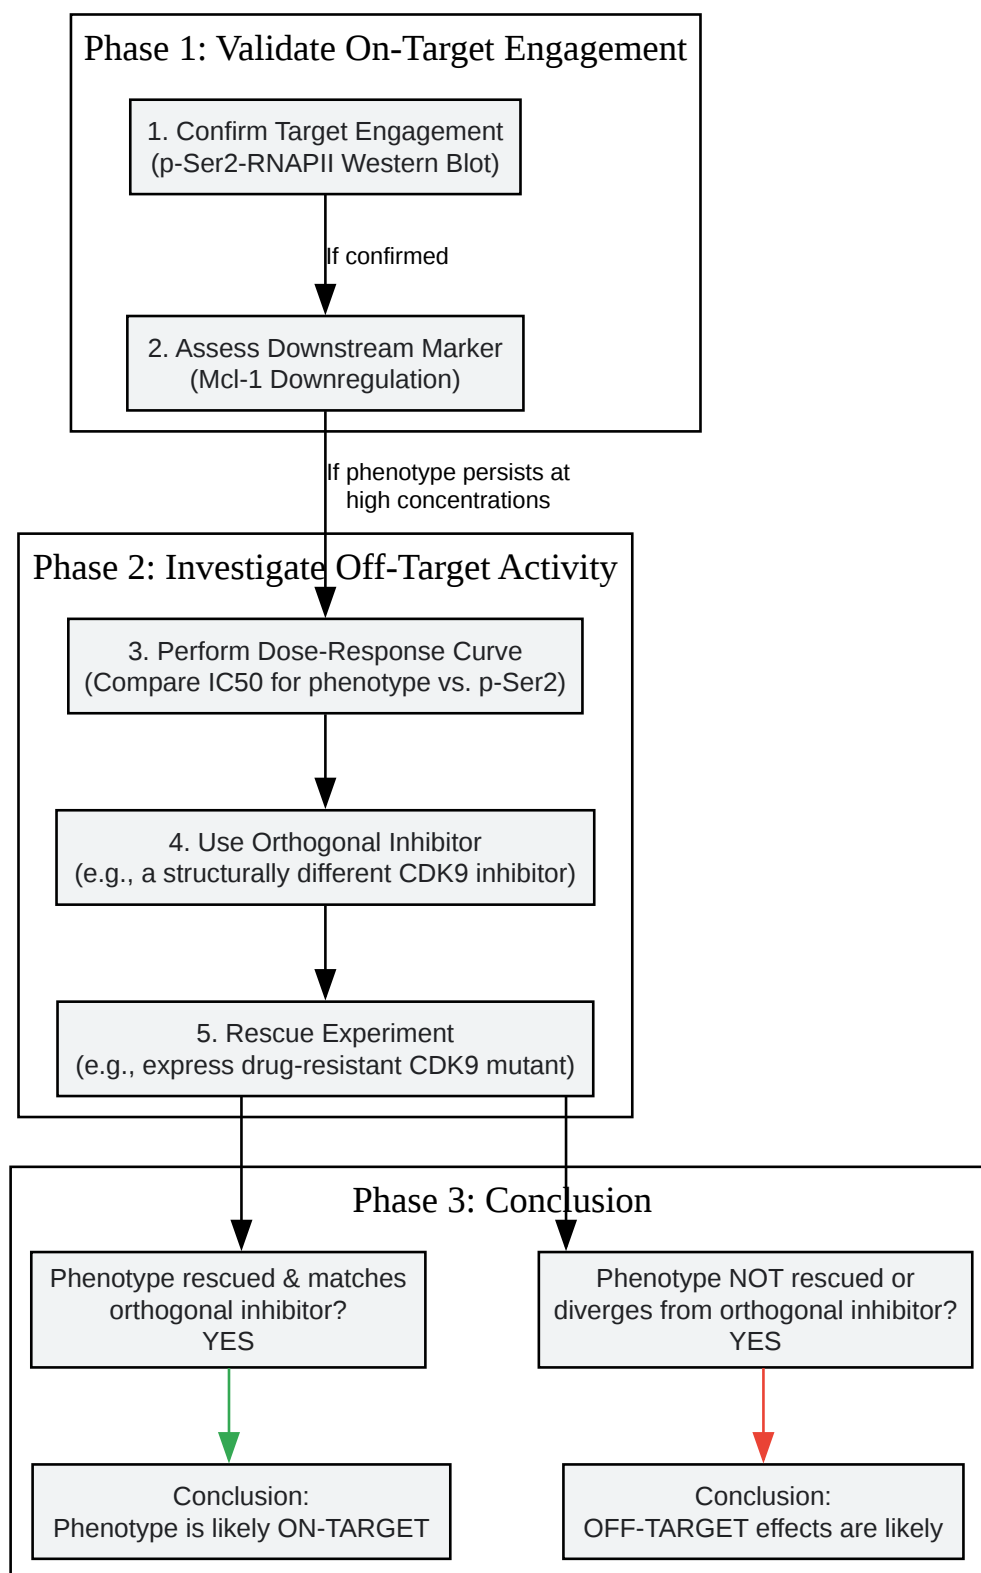 Phase 1: Validate On-Target Engagement
1. Confirm Target Engagement
(p-Ser2-RNAPII Western Blot)
If confirmed
2. Assess Downstream Marker
(Mcl-1 Downregulation)
If phenotype persists at
high concentrations
Phase 2: Investigate Off-Target Activity
3. Perform Dose-Response Curve
(Compare IC50 for phenotype vs. p-Ser2)
4. Use Orthogonal Inhibitor
(e.g., a structurally different CDK9 inhibitor)
5. Rescue Experiment
(e.g., express drug-resistant CDK9 mutant)
Phase 3: Conclusion
Phenotype rescued & matches
orthogonal inhibitor?
YES
Phenotype NOT rescued or
diverges from orthogonal inhibitor?
YES
Conclusion:
Phenotype is likely ON-TARGET
Conclusion:
OFF-TARGET effects are likely